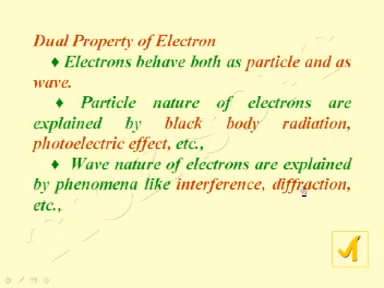 Dual Property of Electron
♦ Electrons behave both as particle and as
wave.
♦ Particle nature of electrons are
explained by black body radiation,
photoelectric effect, etc.,
♦ Wave nature of electrons are explained
by phenomena like interference, diffraction,
etc.,